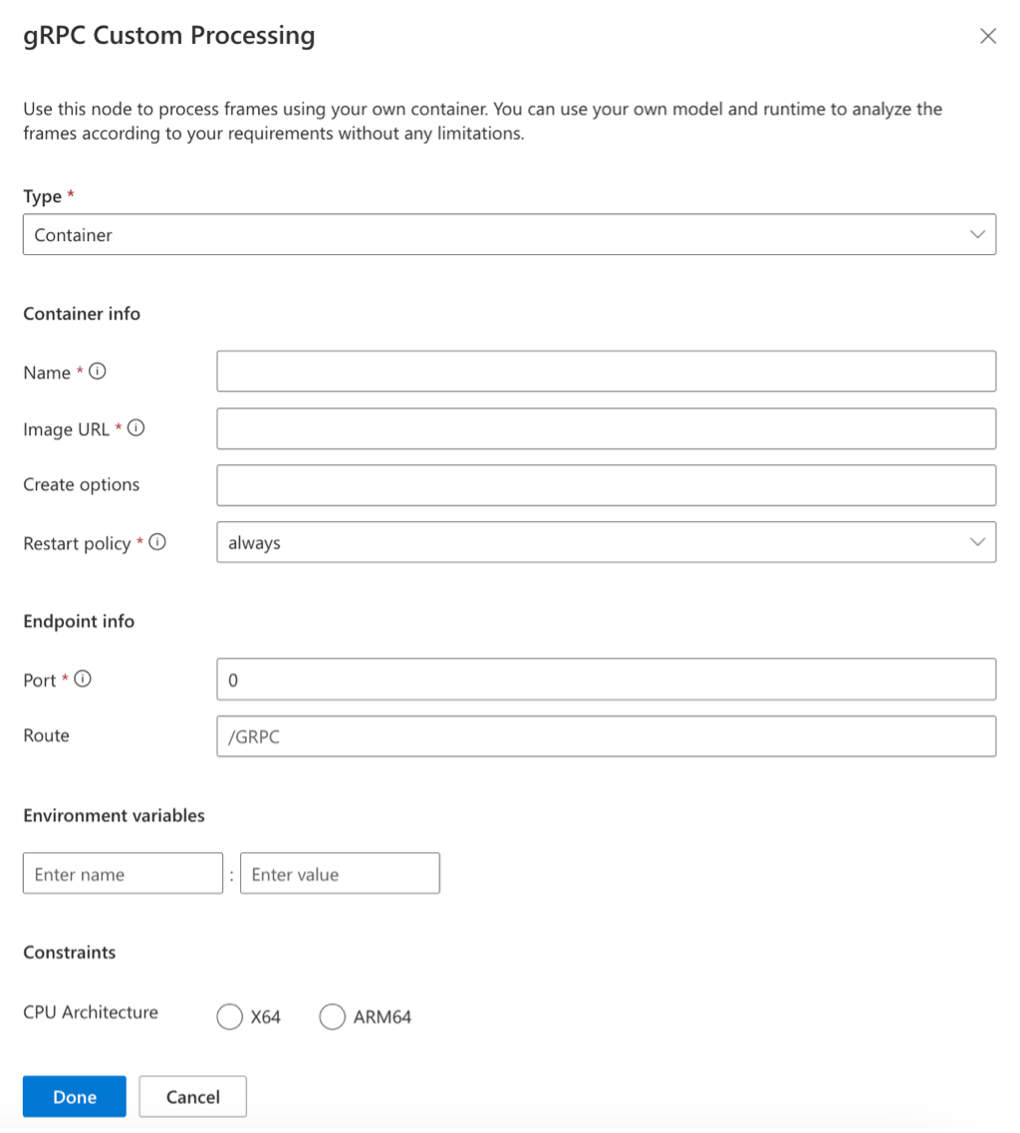 gRPC Custom Processing
Use this node to process frames using your own container. You can use your own model and runtime to analyze the
frames according to your requirements without any limitations.
Type *
Container
Container info
Name *
Image URL *
Create options
Restart policy * always
Endpoint info
Port * 0
Route /GRPC
Environment variables
Enter name : Enter value
Constraints
CPU Architecture X64 ARM64
Done Cancel